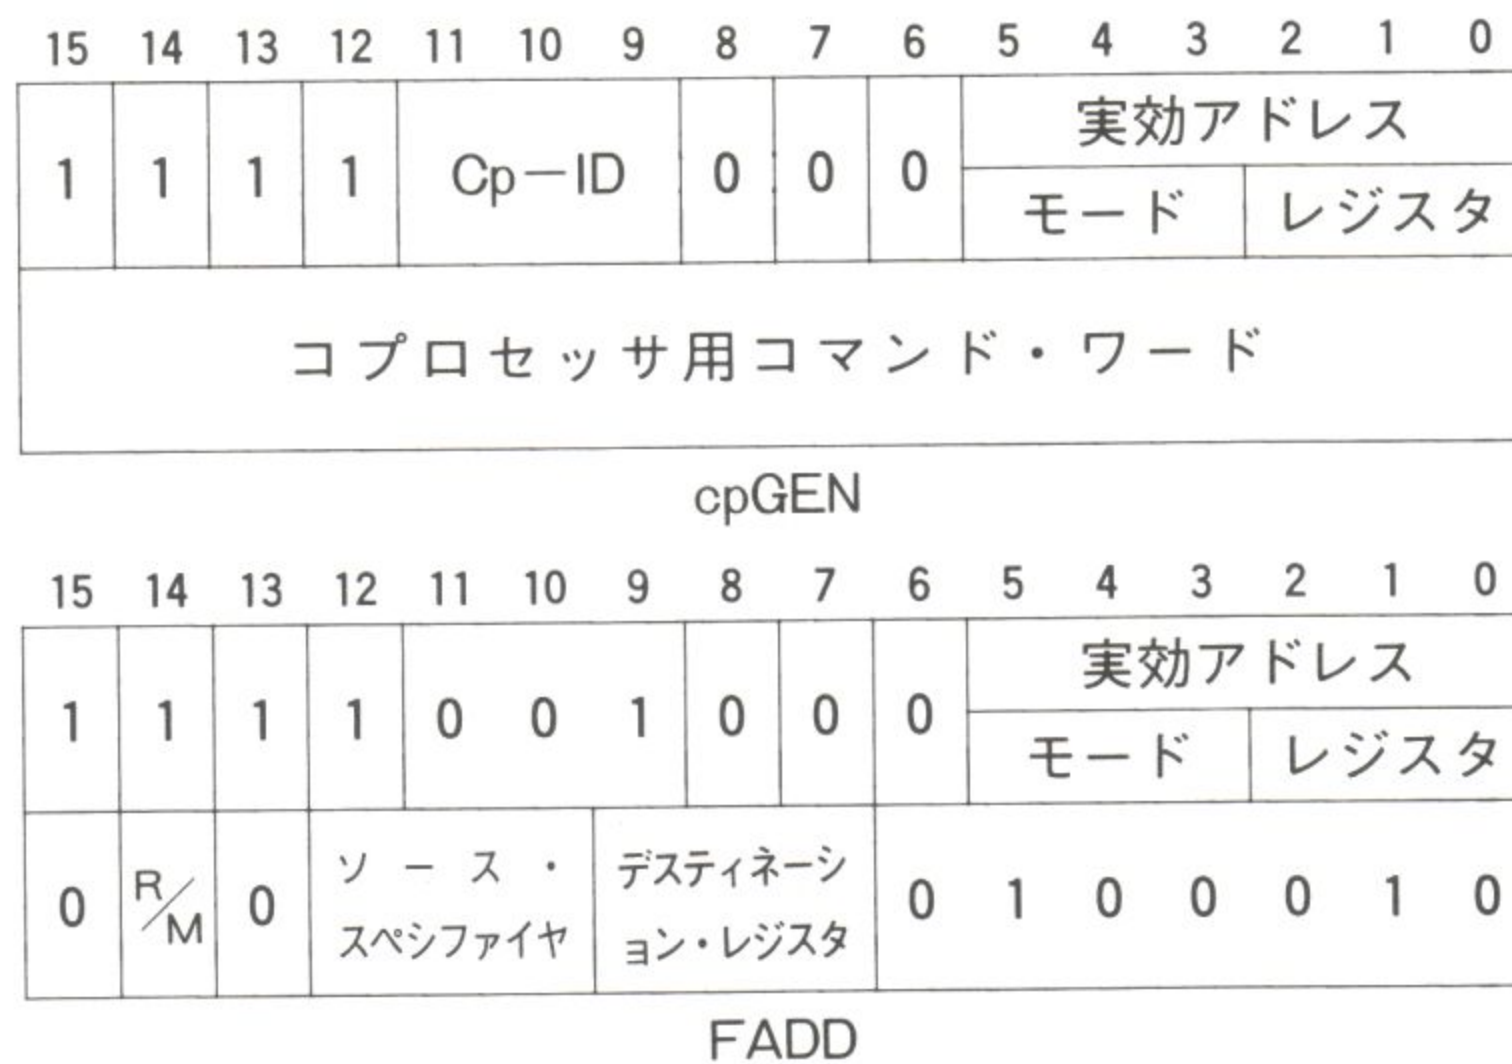 15 14 13 12 11 10 9 8 7 6 5 4 3 2 1 0
1 1 1 1 Cp-ID 0 0 0
実効アドレス
モード レジスタ
コプロセッサ用コマンド・ワード
cpGEN
15 14 13 12 11 10 9 8 7 6 5 4 3 2 1 0
1 1 1 1 0 0 1 0 0 0
実効アドレス
モード レジスタ
0 R/M 0
ソース・
スペシファイヤ
デスティネーシ
ョン・レジスタ
0 1 0 0 0 1 0
FADD